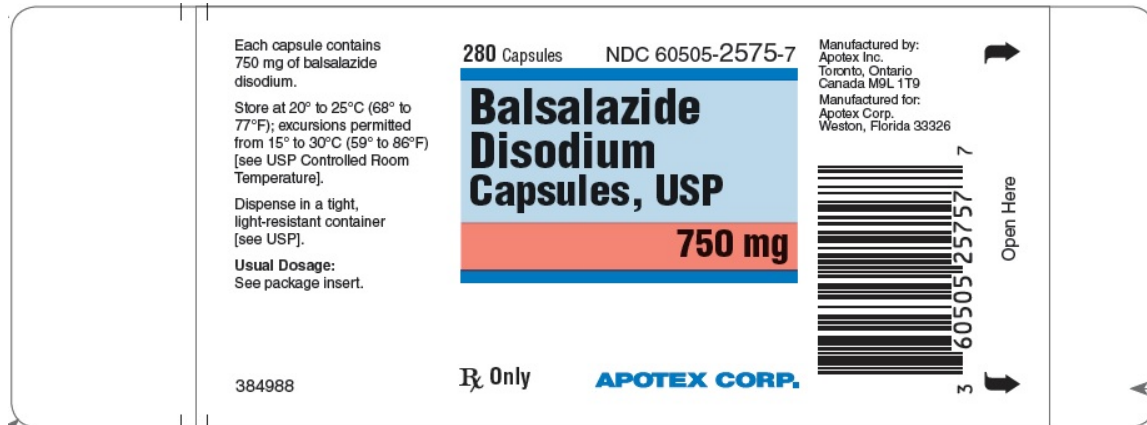 Each capsule contains
750 mg of balsalazide
disodium.
Store at 20° to 25°C (68° to
77°F); excursions permitted
from 15° to 30°C (59° to 86°F)
[see USP Controlled Room
Temperature].
Dispense in a tight,
light-resistant container
[see USP].
Usual Dosage:
See package insert.
384988
280 Capsules NDC 60505-2575-7
Balsalazide
Disodium
Capsules, USP
750 mg
℞ Only APOTEX CORP.
Manufactured by:
Apotex Inc.
Toronto, Ontario
Canada M9L 1T9
Manufactured for:
Apotex Corp.
Weston, Florida 33326
3 60505 25757 7
Open Here